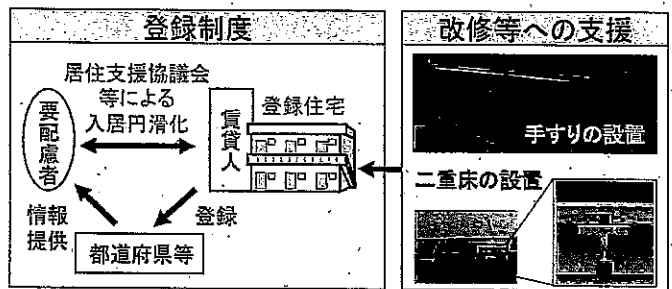 登録制度
居住支援協議会
等による
入居円滑化
要配慮者
賃貸人
登録住宅
情報
提供
登録
都道府県等
改修等への支援
手すりの設置
二重床の設置